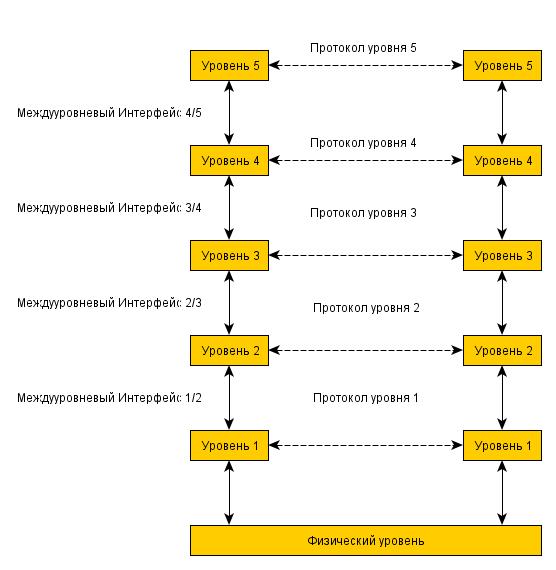 Протокол уровня 5
Уровень 5
Уровень 5
Междууровневый Интерфейс 4/5
Протокол уровня 4
Уровень 4
Уровень 4
Междууровневый Интерфейс 3/4
Протокол уровня 3
Уровень 3
Уровень 3
Междууровневый Интерфейс 2/3
Протокол уровня 2
Уровень 2
Уровень 2
Междууровневый Интерфейс 1/2
Протокол уровня 1
Уровень 1
Уровень 1
Физический уровень